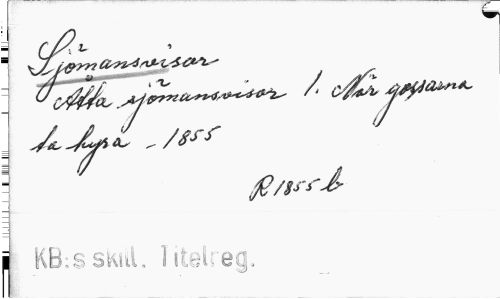 Sjömansvisor
Åtta sjömansvisor 1. När gossarna
ta hyra - 1855
R 1855 b
KB:s skill. Titelreg.